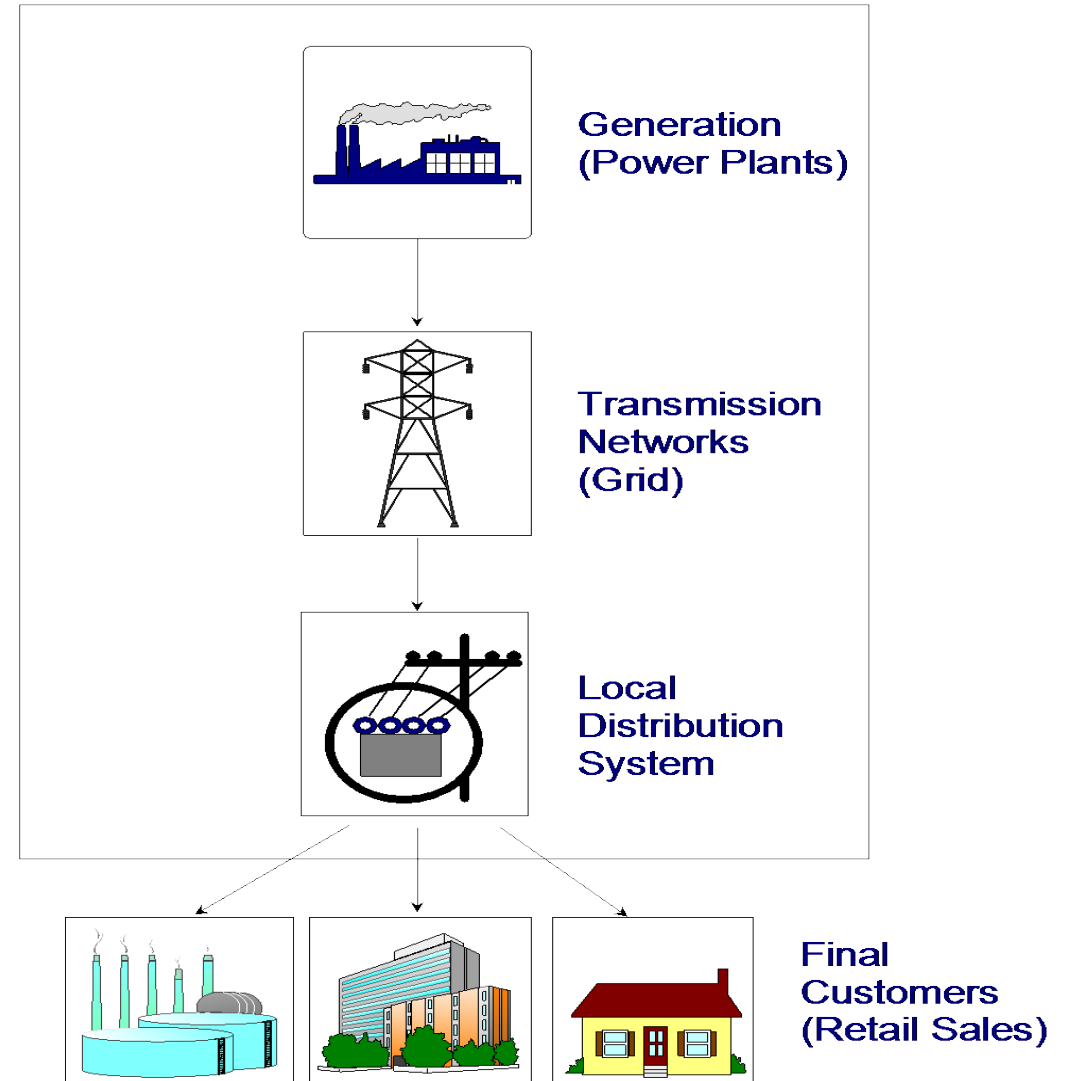 Generation
(Power Plants)
Transmission
Networks
(Grid)
Local
Distribution
System
Final
Customers
(Retail Sales)